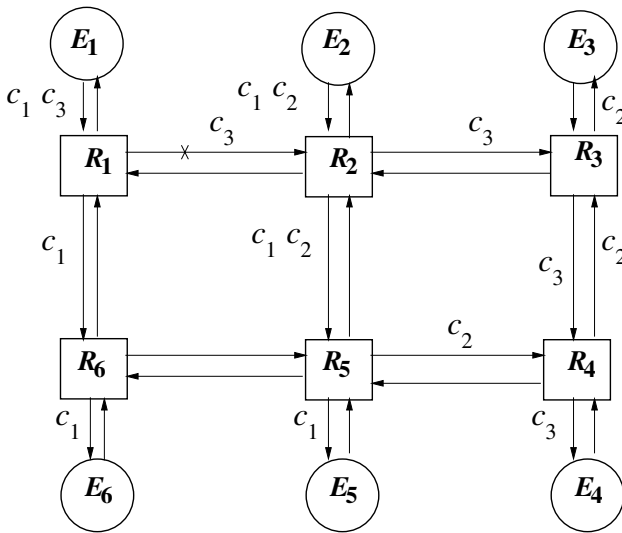 E1 E2 E3
c1 c3 c1 c2 c2
c3 c3
R1 R2 R3
c1 c1 c2 c3 c2
c2
R6 R5 R4
c1 c1 c3
E6 E5 E4